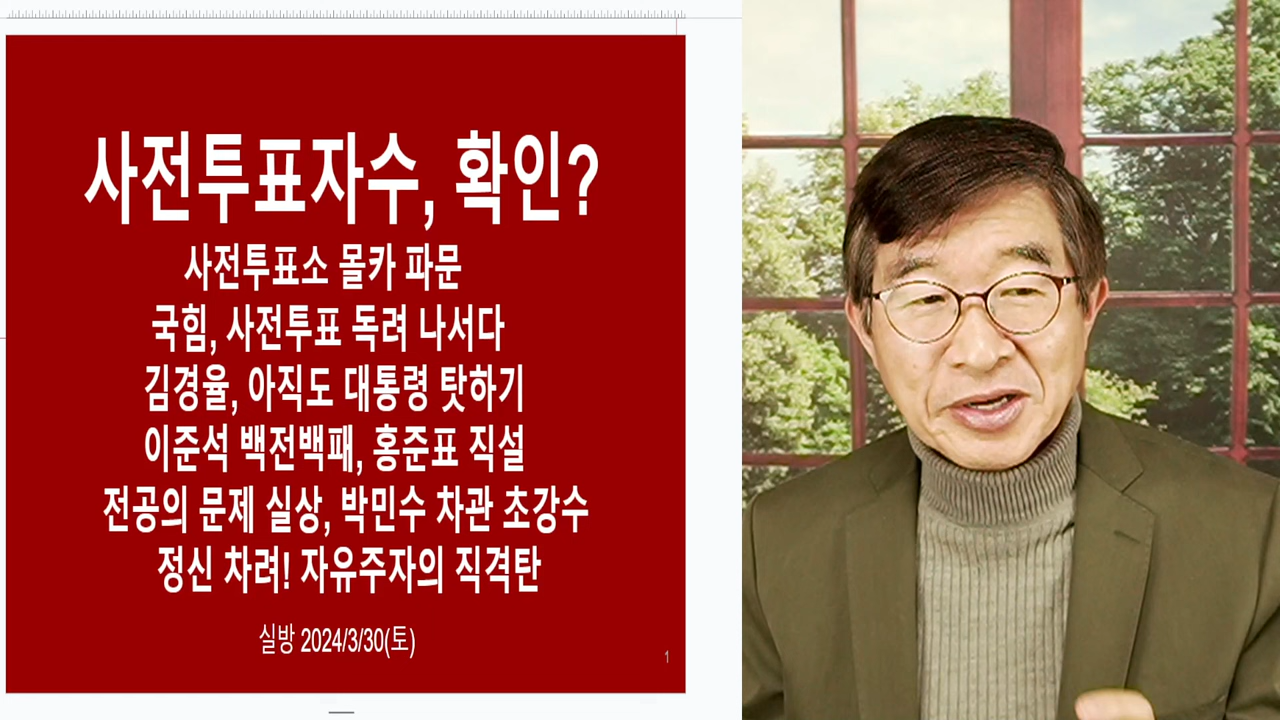 사전투표자수, 확인?
사전투표소 몰카 파문
국힘, 사전투표 독려 나서다
김경율, 아직도 대통령 탓하기
이준석 백전백패, 홍준표 직설
전공의 문제 실상, 박민수 차관 초강수
정신 차려! 자유주자의 직격탄
실방 2024/3/30(토)
1